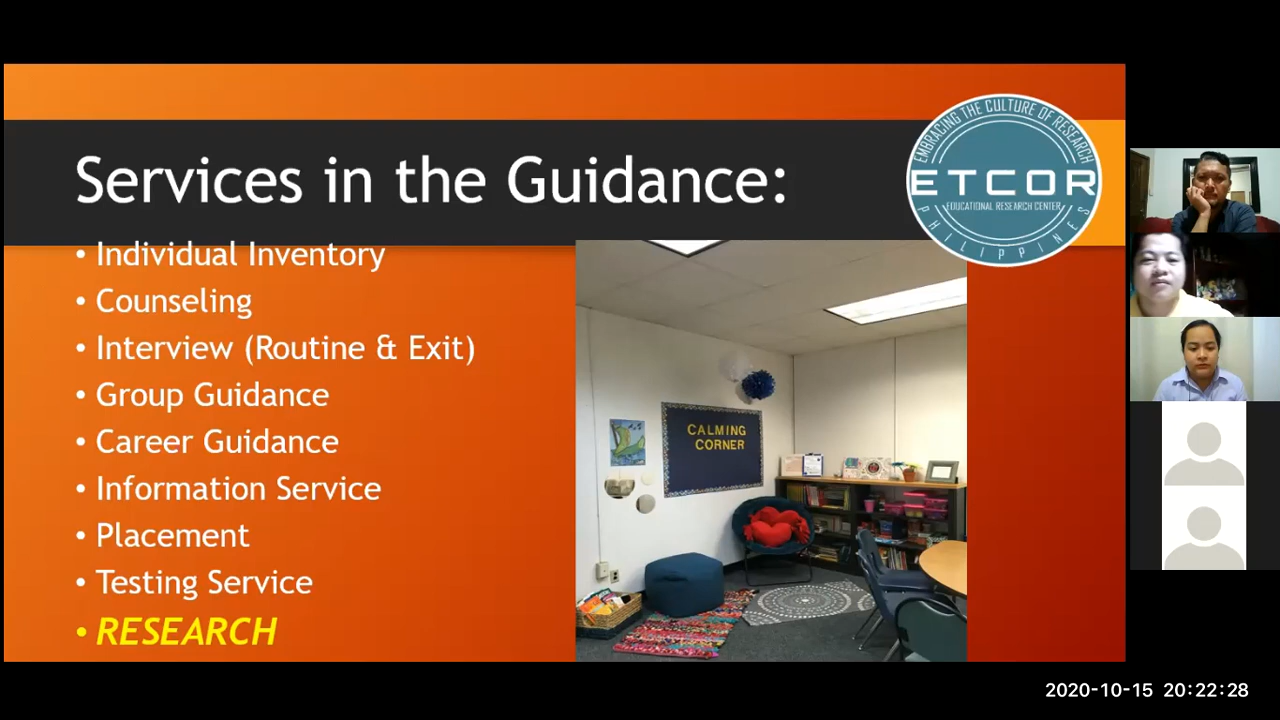 Services in the Guidance:
EMBRACING THE CULTURE OF RESEARCH
ETCOR
EDUCATIONAL RESEARCH CENTER
PHILIPPINES
• Individual Inventory
• Counseling
• Interview (Routine & Exit)
• Group Guidance
• Career Guidance
• Information Service
• Placement
• Testing Service
• RESEARCH
CALMING
CORNER
2020-10-15 20:22:28